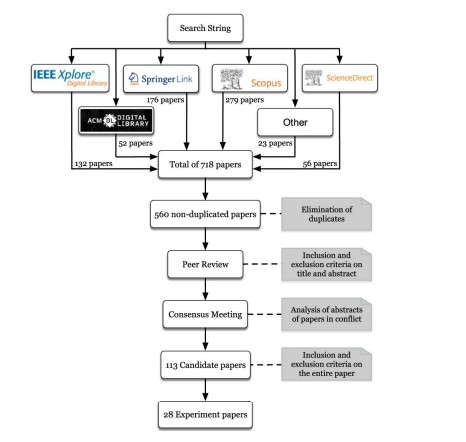 Search String
IEEE Xplore®
Digital Library
Springer Link
Scopus
ScienceDirect
176 papers
279 papers
ACM DL DIGITAL
LIBRARY
Other
52 papers
23 papers
132 papers
Total of 718 papers
56 papers
560 non-duplicated papers
Elimination of
duplicates
Peer Review
Inclusion and
exclusion criteria on
title and abstract
Consensus Meeting
Analysis of abstracts
of papers in conflict
113 Candidate papers
Inclusion and
exclusion criteria on
the entire paper
28 Experiment papers